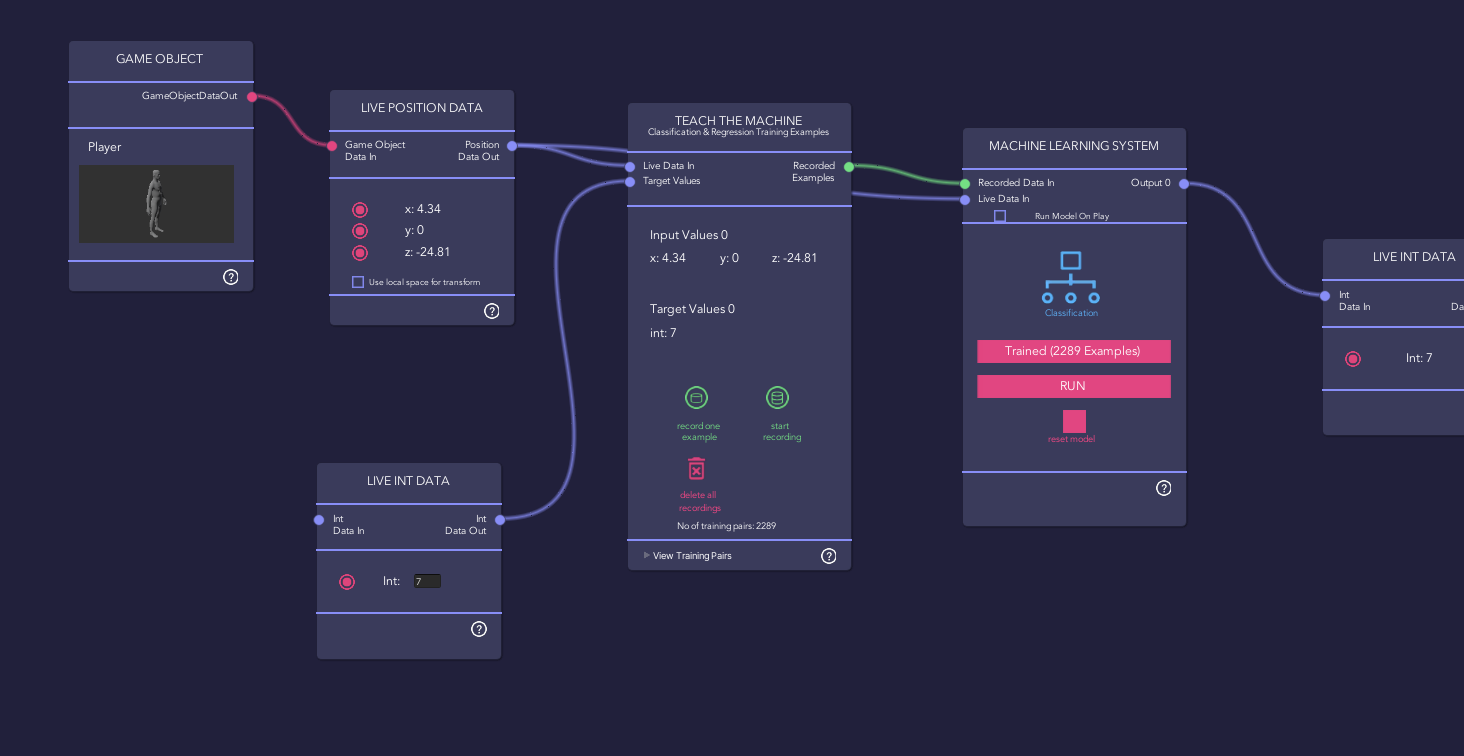 GAME OBJECT
GameObjectDataOut
Player
?
LIVE POSITION DATA
Game Object
Data In
Position
Data Out
x: 4.34
y: 0
z: -24.81
Use local space for transform
?
LIVE INT DATA
Int
Data In
Int
Data Out
Int: 7
?
TEACH THE MACHINE
Classification & Regression Training Examples
Live Data In
Target Values
Recorded
Examples
Input Values 0
x: 4.34 y: 0 z: -24.81
Target Values 0
int: 7
record one
example
start
recording
delete all
recordings
No of training pairs: 2289
View Training Pairs
?
MACHINE LEARNING SYSTEM
Recorded Data In
Output 0
Live Data In
Run Model On Play
Classification
Trained (2289 Examples)
RUN
reset model
?
LIVE INT DATA
Int
Data In
Da
Int: 7